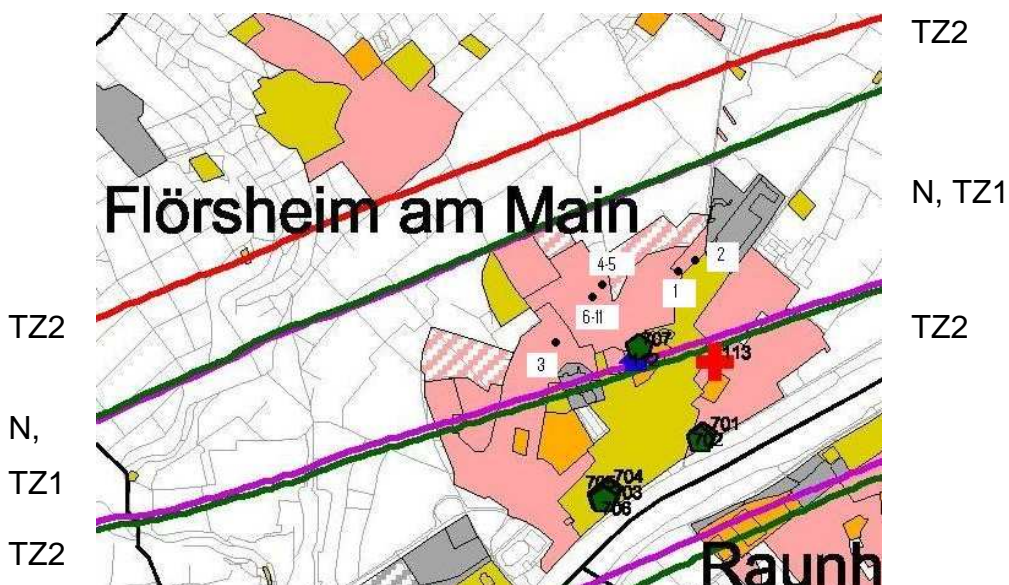 TZ2
Flörsheim am Main
N, TZ1
4-5
2
1
6-11
TZ2
TZ2
707
113
3
N,
701
702
TZ1
704
703
706
TZ2
Raunh